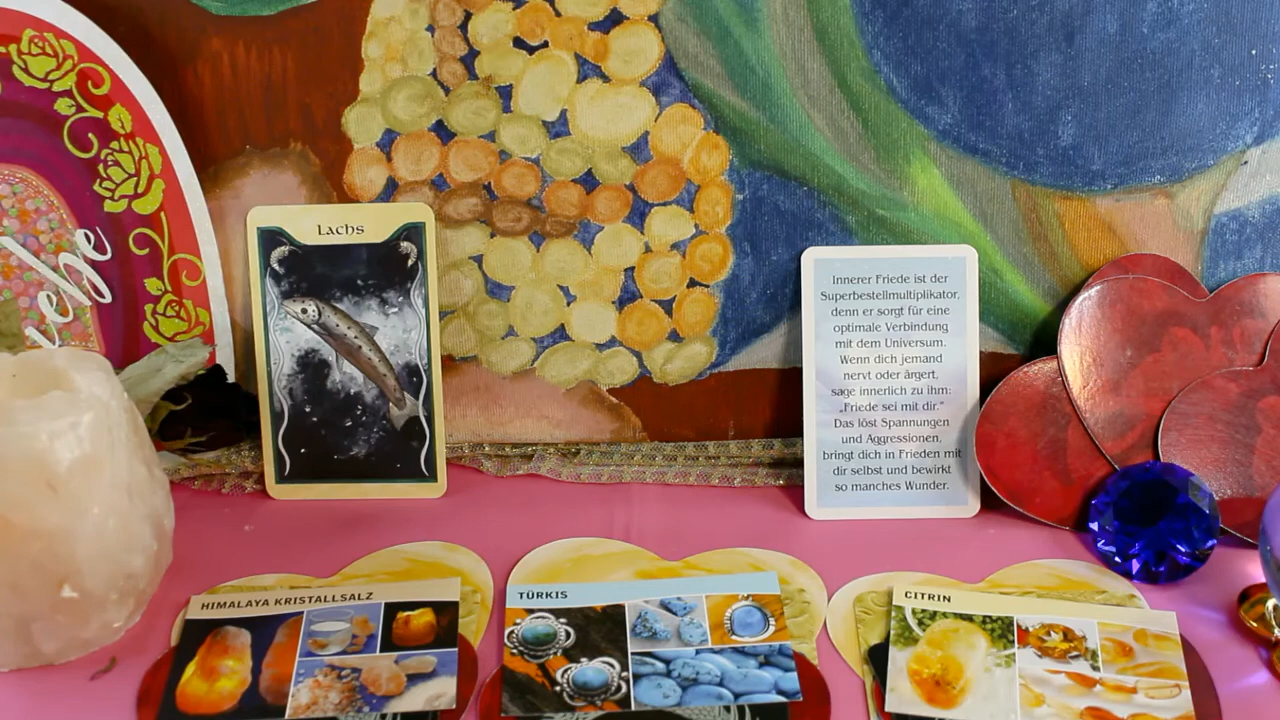 Lachs
Innerer Friede ist der
Superbestellmultiplikator,
denn er sorgt für eine
optimale Verbindung
mit dem Universum.
Wenn dich jemand
nervt oder ärgert,
sage innerlich zu ihm:
„Friede sei mit dir.“
Das löst Spannungen
und Aggressionen,
bringt dich in Frieden mit
dir selbst und bewirkt
so manches Wunder.
HIMALAYA KRISTALLSALZ
TÜRKIS
CITRIN